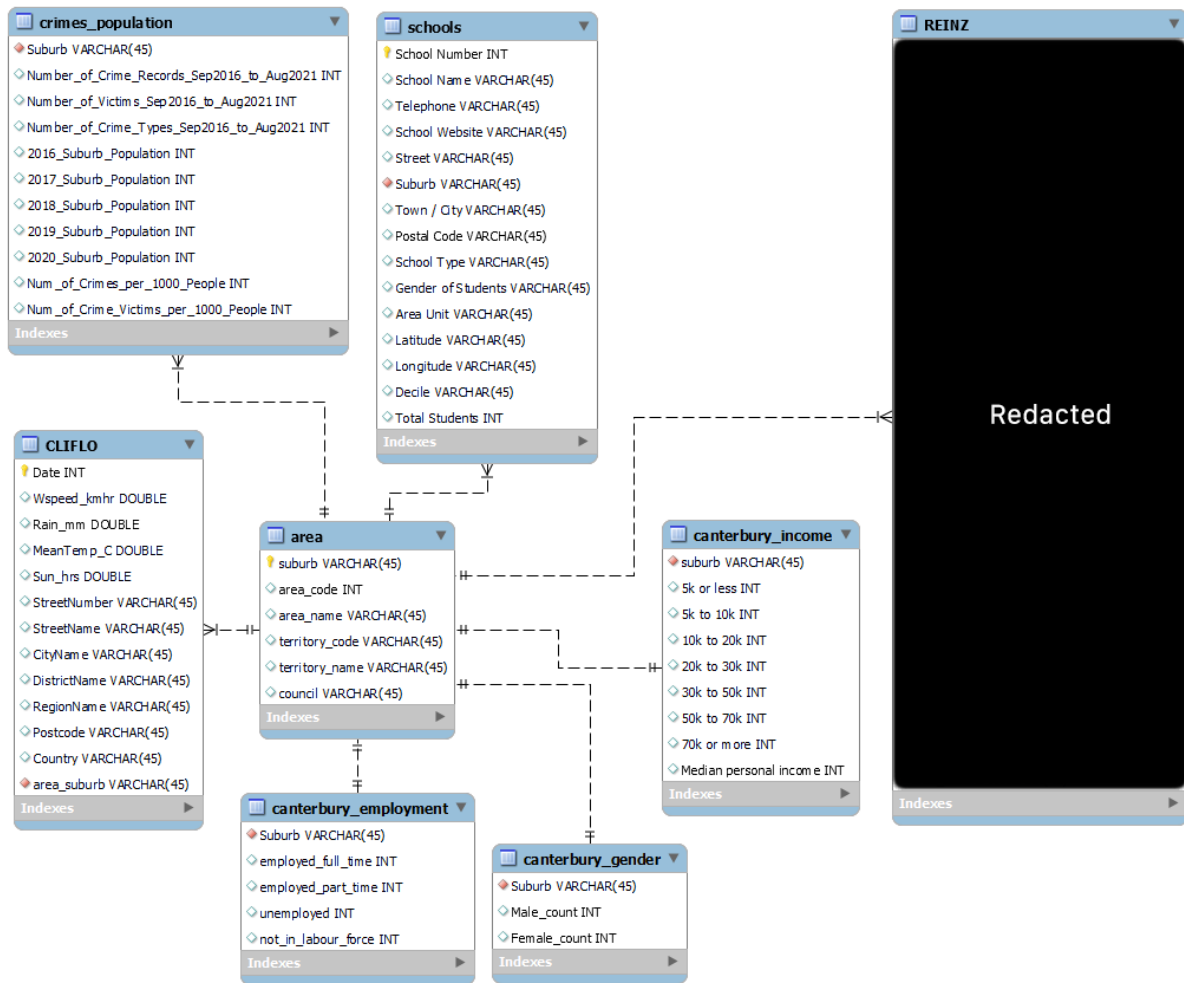 crimes_population
Suburb VARCHAR(45)
Number_of_Crime_Records_Sep2016_to_Aug2021 INT
Number_of_Victims_Sep2016_to_Aug2021 INT
Number_of_Crime_Types_Sep2016_to_Aug2021 INT
2016_Suburb_Population INT
2017_Suburb_Population INT
2018_Suburb_Population INT
2019_Suburb_Population INT
2020_Suburb_Population INT
Num_of_Crimes_per_1000_People INT
Num_of_Crime_Victims_per_1000_People INT
Indexes
schools
School Number INT
School Name VARCHAR(45)
Telephone VARCHAR(45)
School Website VARCHAR(45)
Street VARCHAR(45)
Suburb VARCHAR(45)
Town / City VARCHAR(45)
Postal Code VARCHAR(45)
School Type VARCHAR(45)
Gender of Students VARCHAR(45)
Area Unit VARCHAR(45)
Latitude VARCHAR(45)
Longitude VARCHAR(45)
Decile VARCHAR(45)
Total Students INT
Indexes
REINZ
Redacted
Indexes
CLIFLO
Date INT
Wspeed_kmhr DOUBLE
Rain_mm DOUBLE
MeanTemp_C DOUBLE
Sun_hrs DOUBLE
StreetNumber VARCHAR(45)
StreetName VARCHAR(45)
CityName VARCHAR(45)
DistrictName VARCHAR(45)
RegionName VARCHAR(45)
Postcode VARCHAR(45)
Country VARCHAR(45)
area_suburb VARCHAR(45)
Indexes
area
suburb VARCHAR(45)
area_code INT
area_name VARCHAR(45)
territory_code VARCHAR(45)
territory_name VARCHAR(45)
council VARCHAR(45)
Indexes
canterbury_income
suburb VARCHAR(45)
5k or less INT
5k to 10k INT
10k to 20k INT
20k to 30k INT
30k to 50k INT
50k to 70k INT
70k or more INT
Median personal income INT
Indexes
canterbury_employment
Suburb VARCHAR(45)
employed_full_time INT
employed_part_time INT
unemployed INT
not_in_labour_force INT
Indexes
canterbury_gender
Suburb VARCHAR(45)
Male_count INT
Female_count INT
Indexes